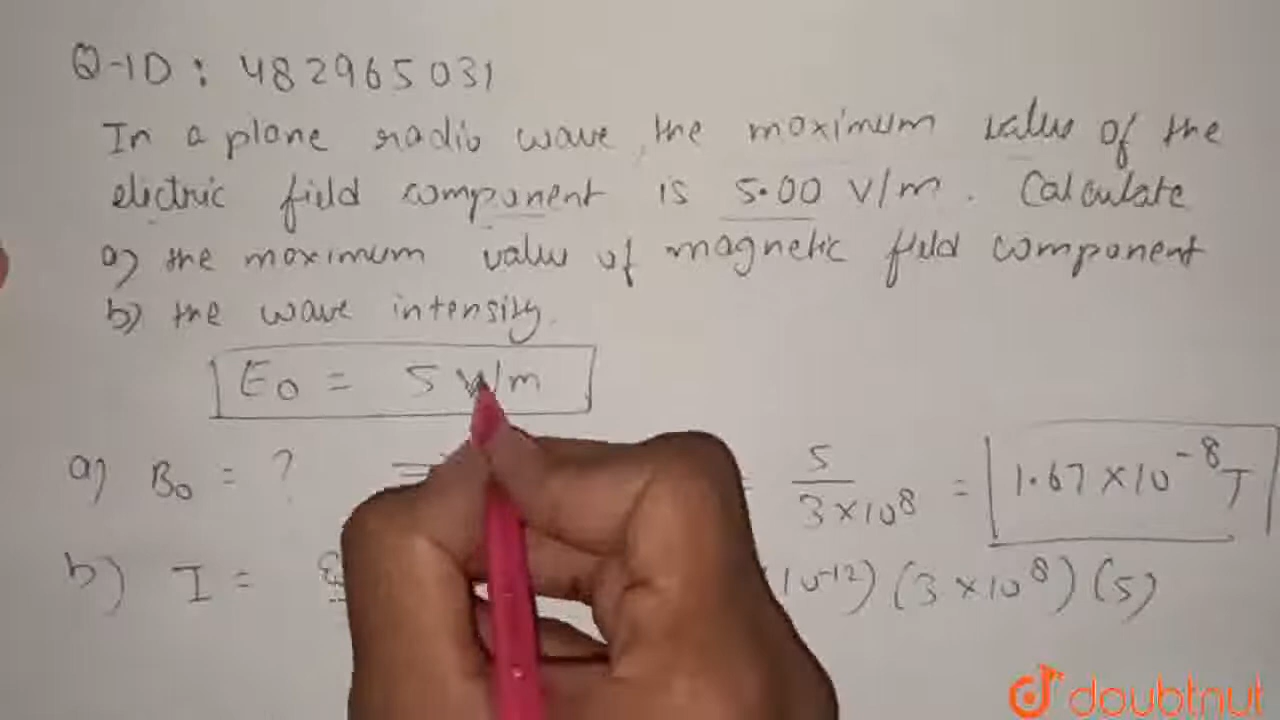 Q-ID: 482965031
In a plane radio wave, the maximum value of the
electric field component is 5.00 V/m. Calculate
a) the maximum value of magnetic field component
b) the wave intensity.
E0 = 5 V/m
a) B0 = ? = = 5 / 3×10^8 = 1.67×10^-8 T
b) I = 10^-12) (3×10^8) (5)
doubtnut